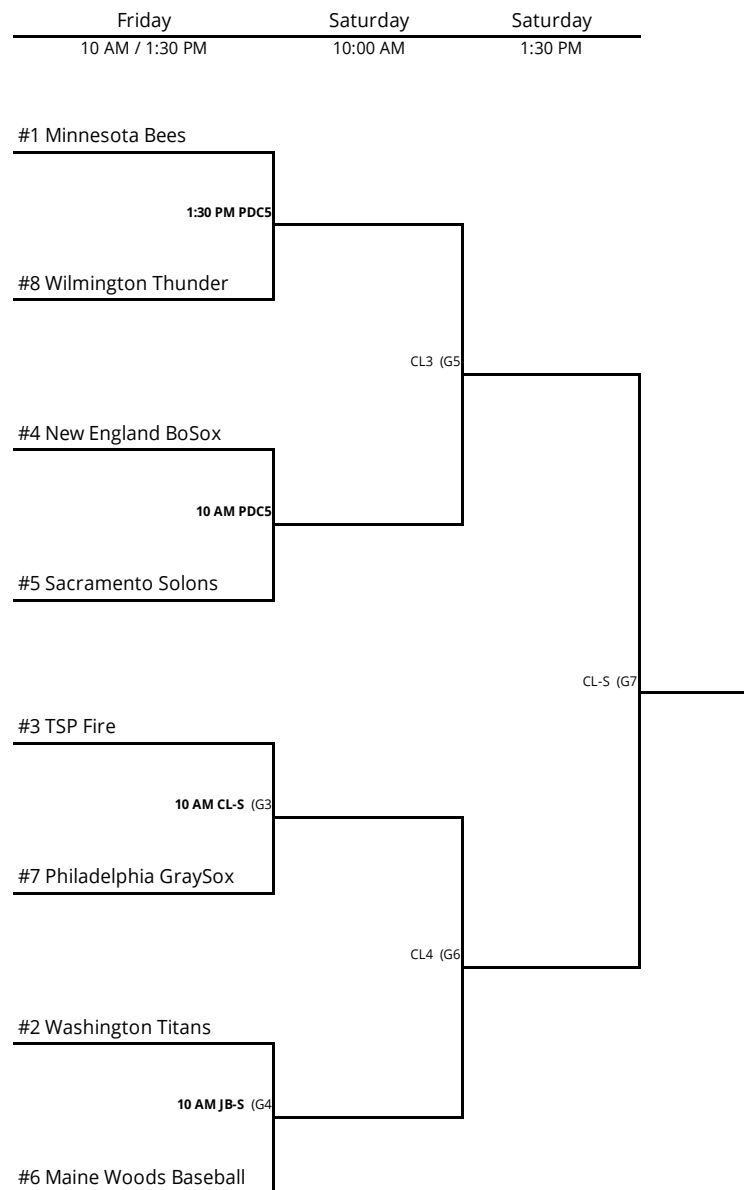 Friday Saturday Saturday
10 AM / 1:30 PM 10:00 AM 1:30 PM
#1 Minnesota Bees
1:30 PM PDC5
#8 Wilmington Thunder
CL3 (G5
#4 New England BoSox
10 AM PDC5
#5 Sacramento Solons
CL-S (G7
#3 TSP Fire
10 AM CL-S (G3
#7 Philadelphia GraySox
CL4 (G6
#2 Washington Titans
10 AM JB-S (G4
#6 Maine Woods Baseball